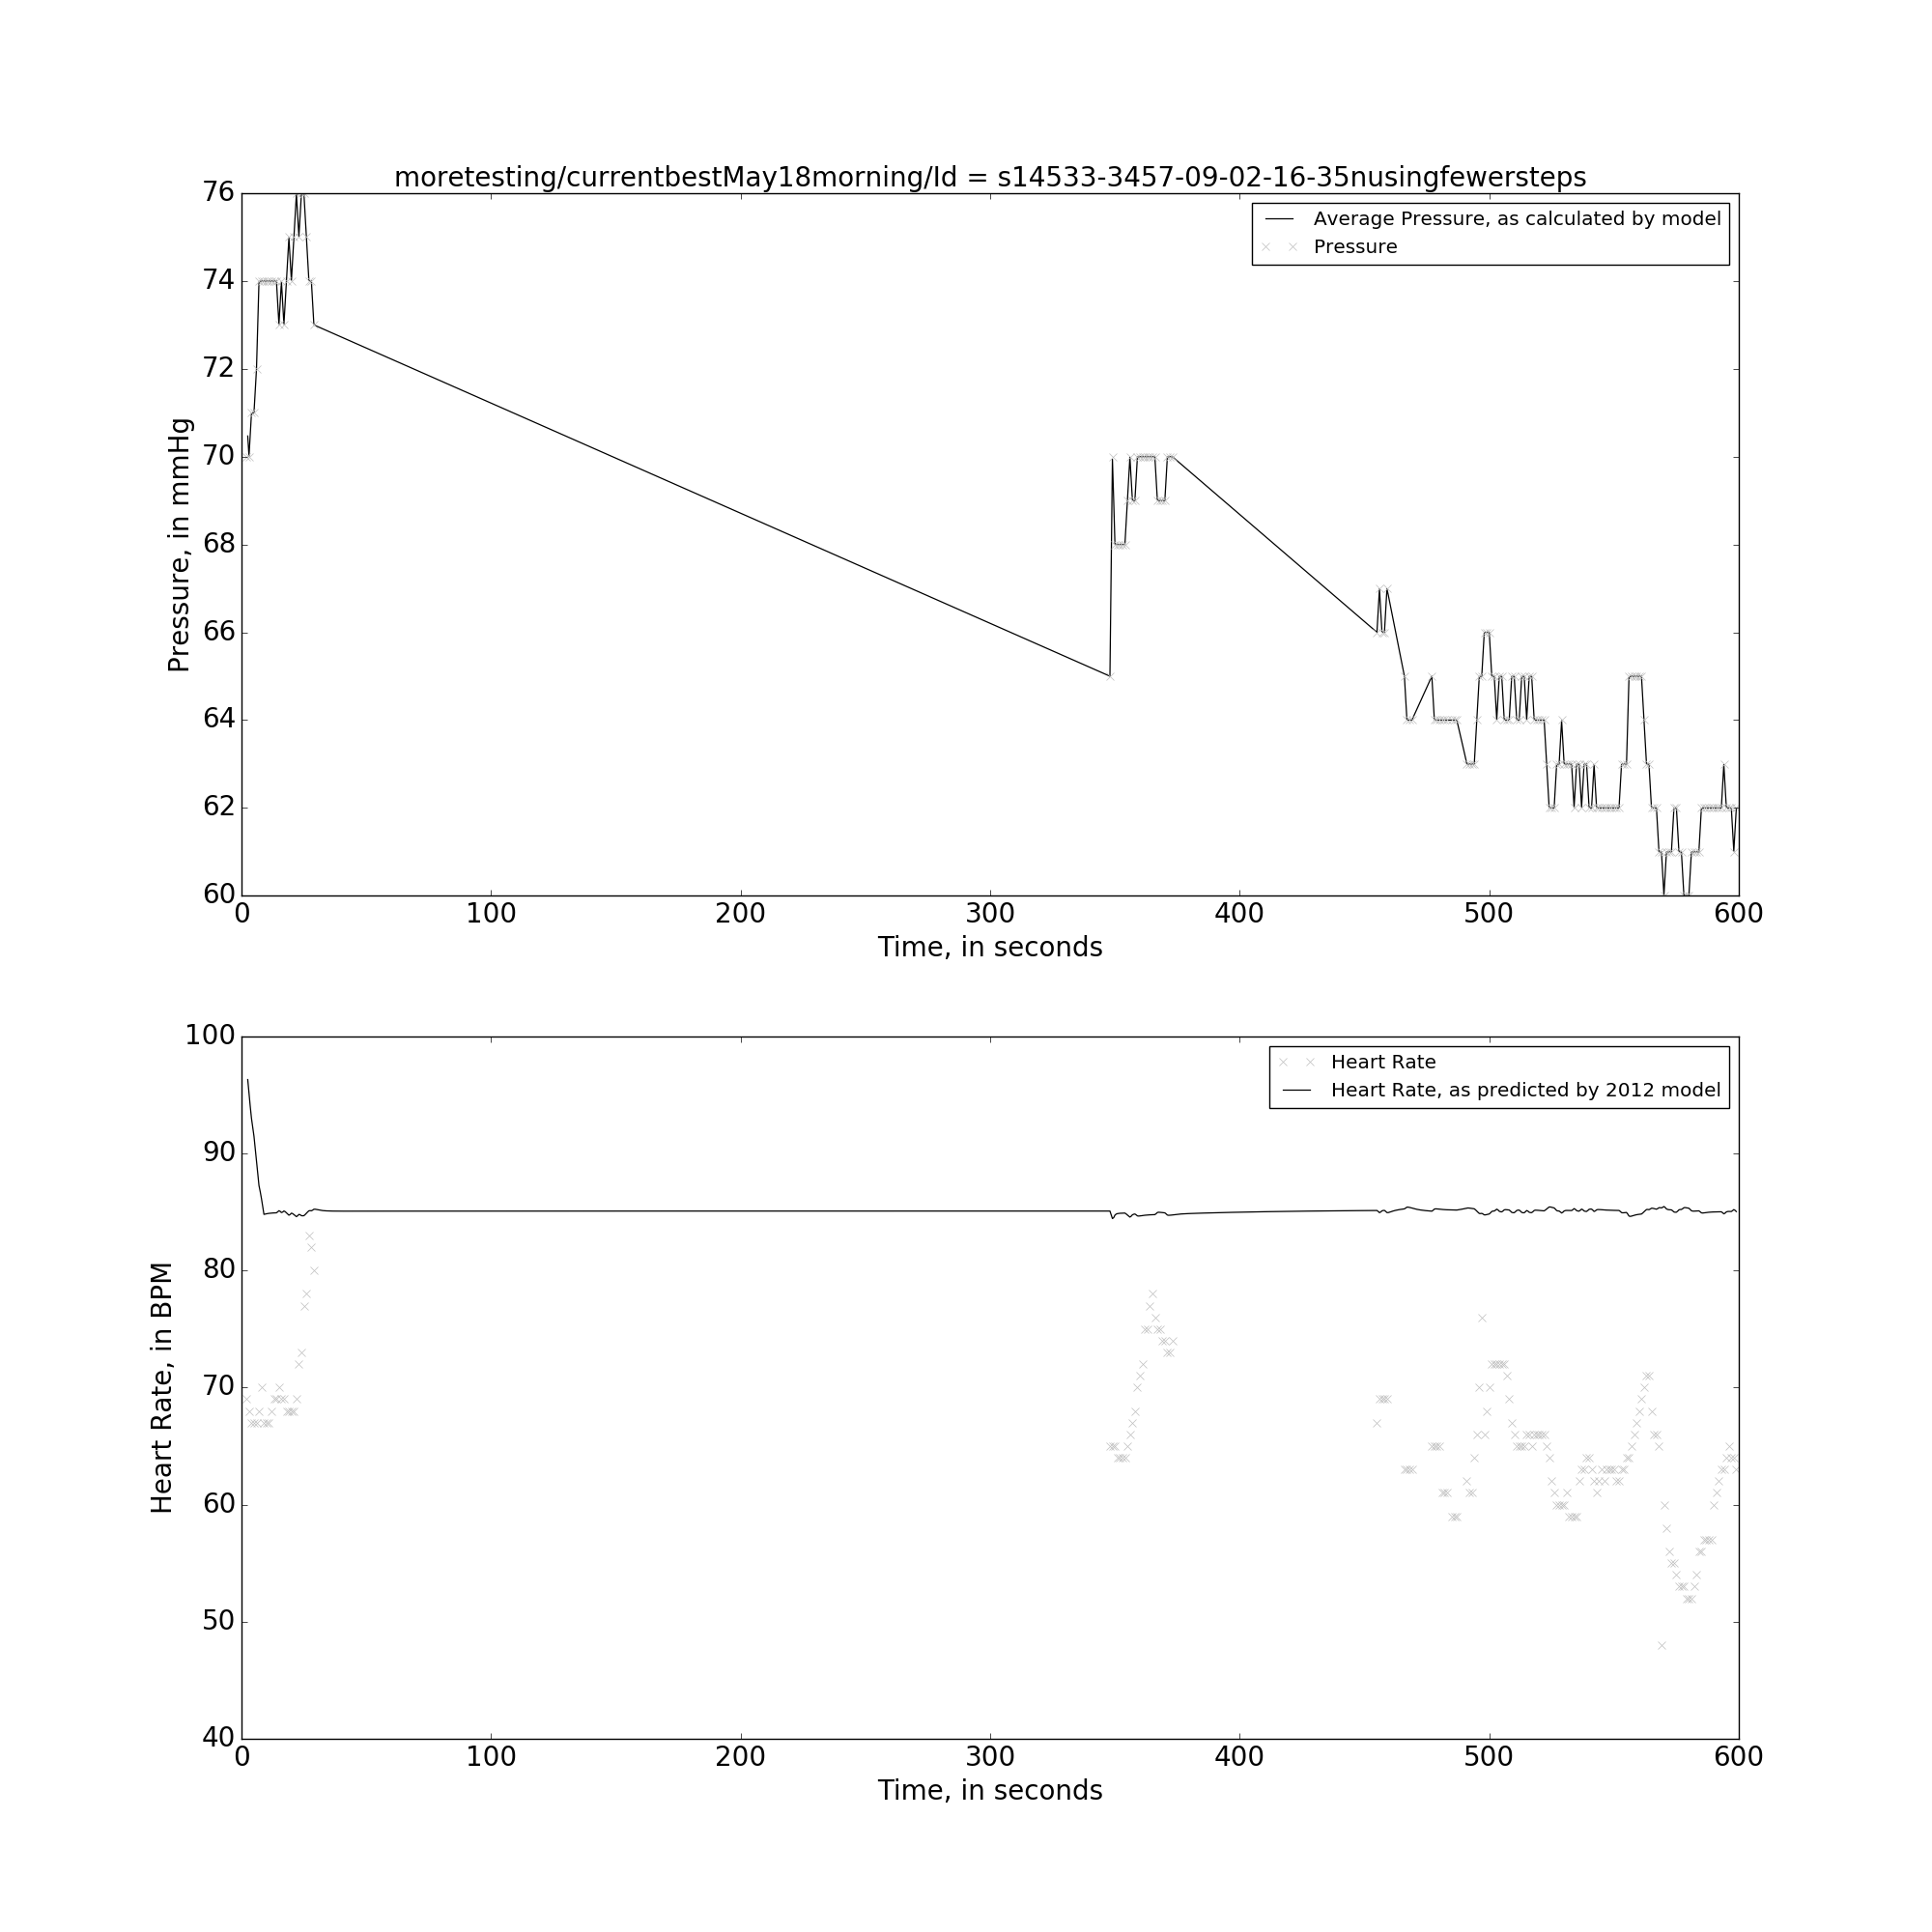 moretesting/currentbestMay18morning/Id = s14533-3457-09-02-16-35nusingfewersteps
76
74
72
70
68
66
64
62
60
Pressure, in mmHg
Average Pressure, as calculated by model
Pressure
0 100 200 300 400 500 600
Time, in seconds
100
90
80
70
60
50
40
Heart Rate, in BPM
Heart Rate
Heart Rate, as predicted by 2012 model
0 100 200 300 400 500 600
Time, in seconds